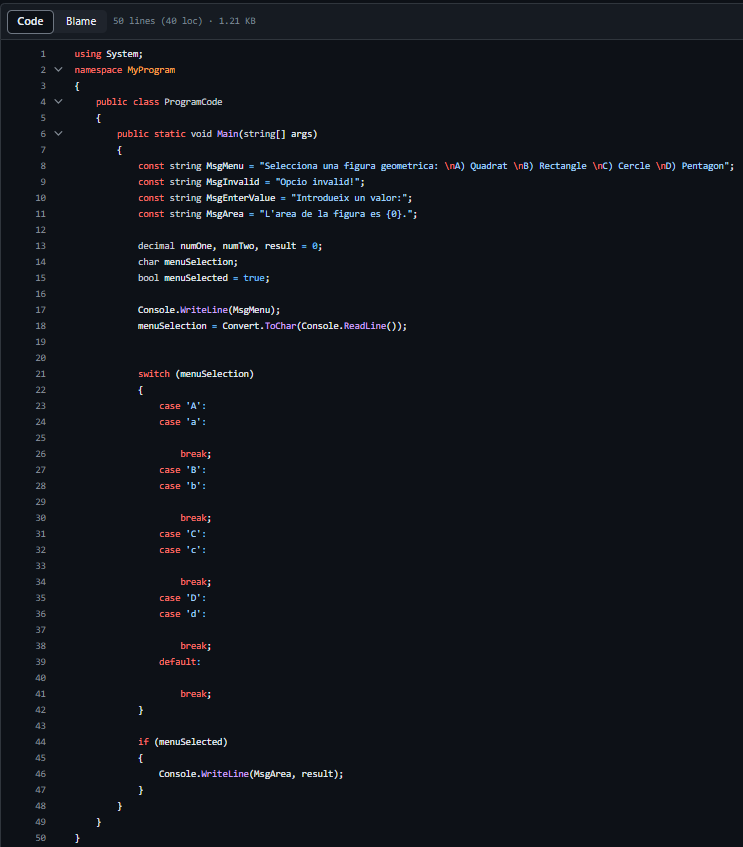 Code Blame 50 lines (40 loc) · 1.21 KB
1 using System;
2 namespace MyProgram
3 {
4 public class ProgramCode
5 {
6 public static void Main(string[] args)
7 {
8 const string MsgMenu = "Selecciona una figura geometrica: \nA) Quadrat \nB) Rectangle \nC) Cercle \nD) Pentagon";
9 const string MsgInvalid = "Opcio invalid!";
10 const string MsgEnterValue = "Introdueix un valor:";
11 const string MsgArea = "L'area de la figura es {0}.";
12
13 decimal numOne, numTwo, result = 0;
14 char menuSelection;
15 bool menuSelected = true;
16
17 Console.WriteLine(MsgMenu);
18 menuSelection = Convert.ToChar(Console.ReadLine());
19
20
21 switch (menuSelection)
22 {
23 case 'A':
24 case 'a':
25
26 break;
27 case 'B':
28 case 'b':
29
30 break;
31 case 'C':
32 case 'c':
33
34 break;
35 case 'D':
36 case 'd':
37
38 break;
39 default:
40
41 break;
42 }
43
44 if (menuSelected)
45 {
46 Console.WriteLine(MsgArea, result);
47 }
48 }
49 }
50 }